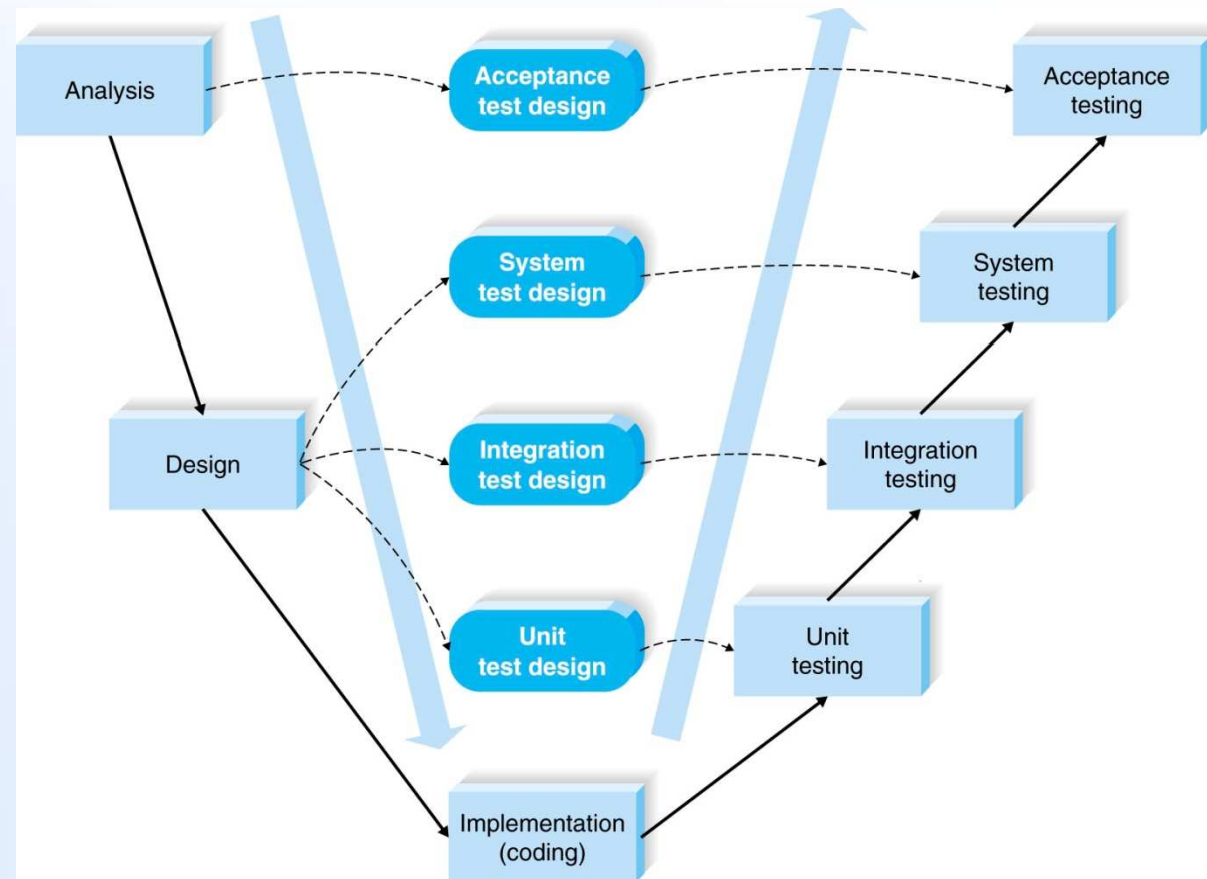 Analysis
Acceptance
test design
Acceptance
testing
System
test design
System
testing
Design
Integration
test design
Integration
testing
Unit
test design
Unit
testing
Implementation
(coding)